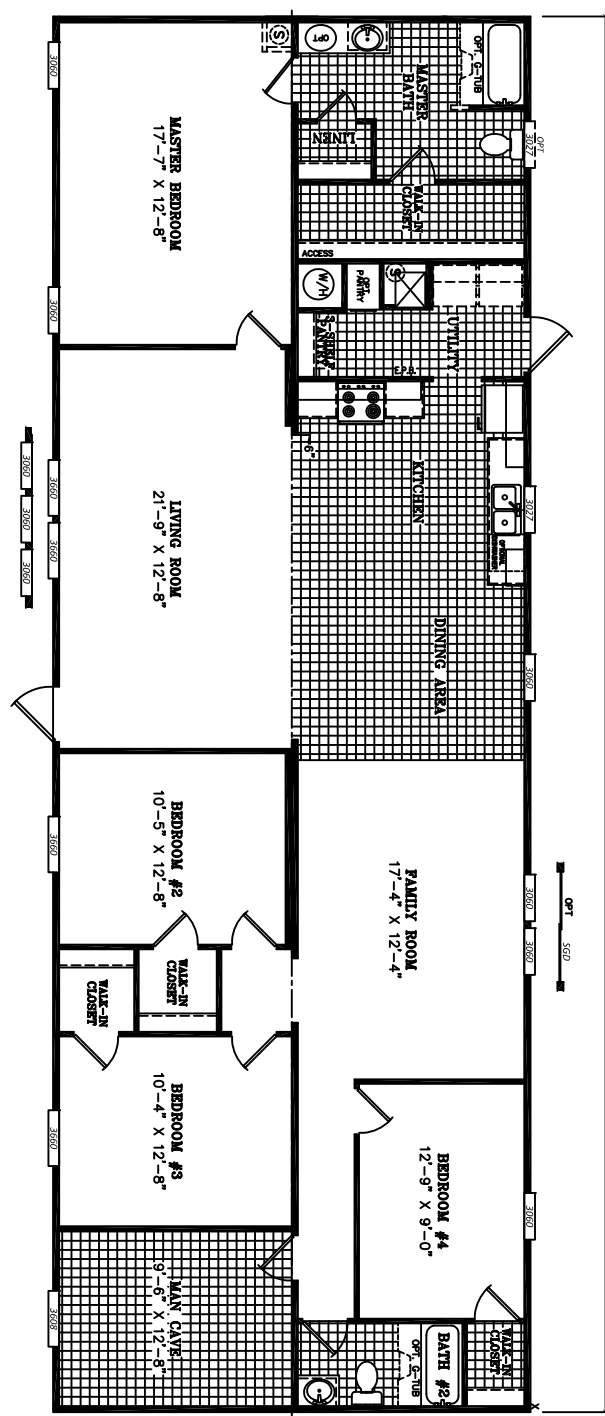 OPT
3027
OPT. G-TUB
MASTER
BATH
OPT
S
LINEN
WALK-IN
CLOSET
ACCESS
3060
MASTER BEDROOM
17'-7" X 12'-8"
3060
W/H
OPT.
PANTRY
S
UTILITY
E.P.B.
KITCHEN
6"
3027
OPTIONAL
DISHWASHER
DINING AREA
3060
3660
3660
3060
3060
3060
LIVING ROOM
21'-9" X 12'-8"
OPT
SGD
3060
3060
FAMILY ROOM
17'-4" X 12'-4"
BEDROOM #2
10'-5" X 12'-8"
3660
WALK-IN
CLOSET
WALK-IN
CLOSET
BEDROOM #3
10'-4" X 12'-8"
3660
BEDROOM #4
12'-9" X 9'-0"
3060
MAN CAVE
9'-6" X 12'-8"
3608
WALK-IN
CLOSET
BATH #2
OPT. G-TUB
X